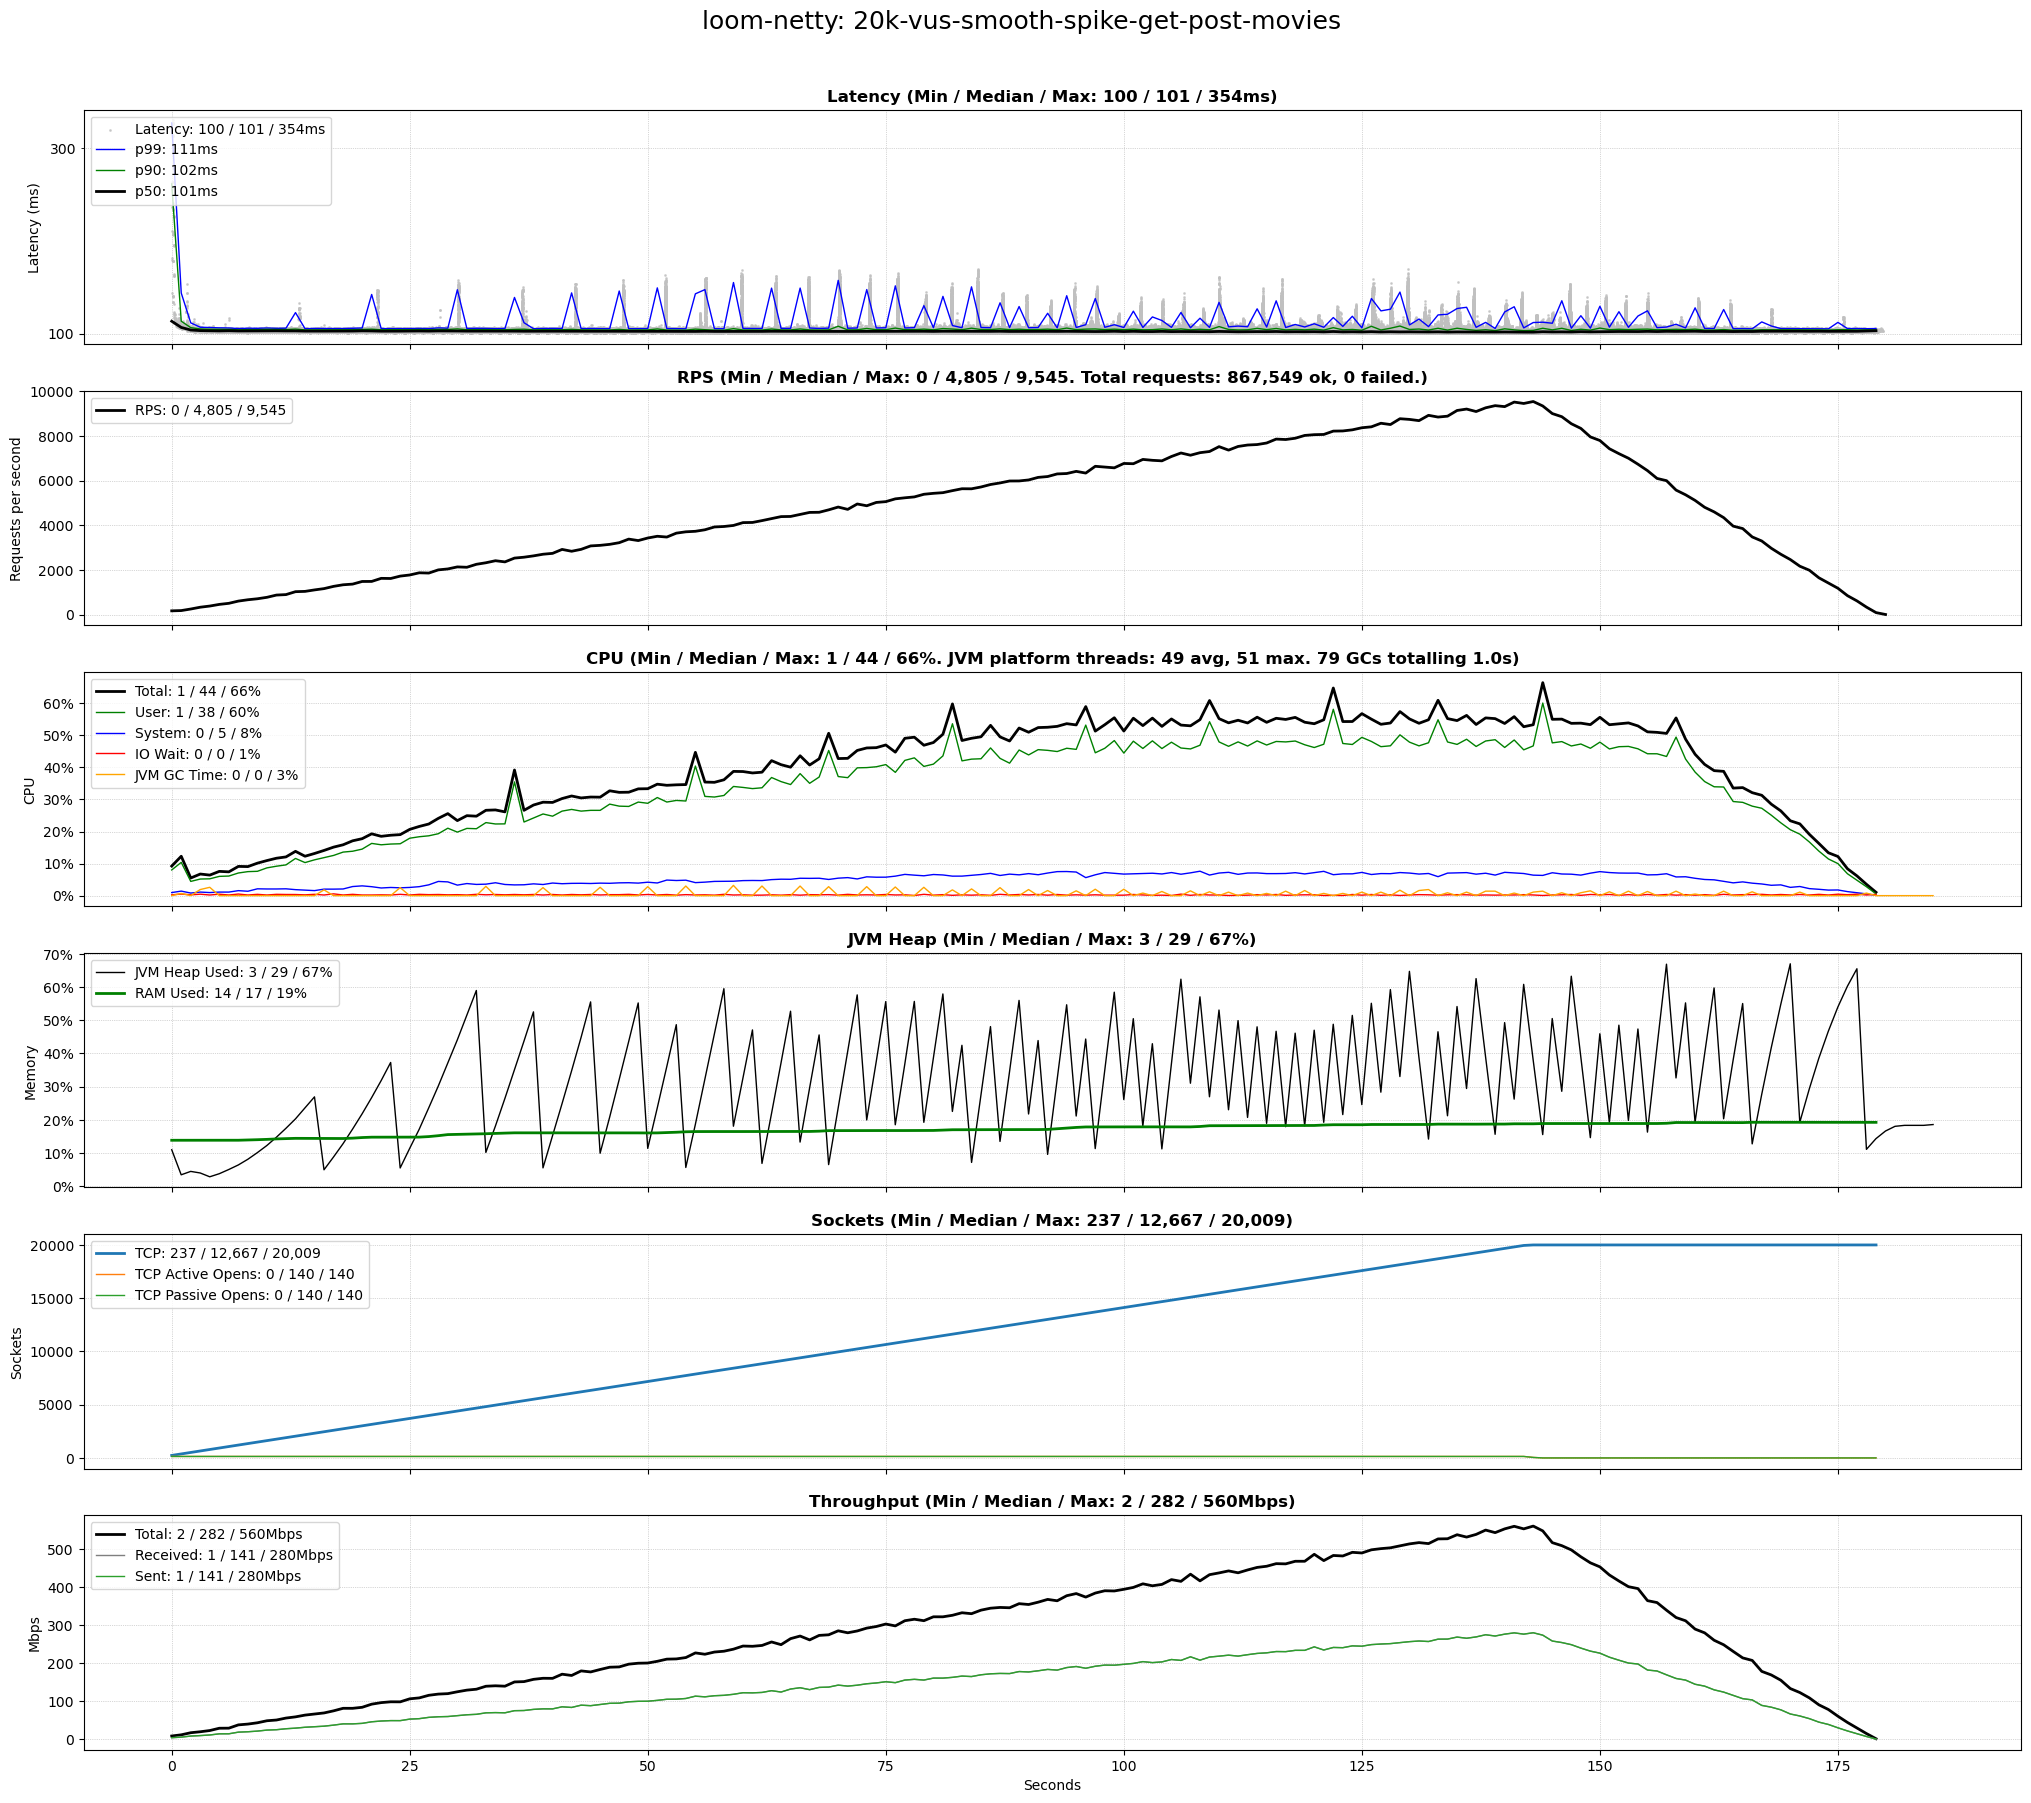 loom-netty: 20k-vus-smooth-spike-get-post-movies
Latency (Min / Median / Max: 100 / 101 / 354ms)
Latency: 100 / 101 / 354ms
p99: 111ms
p90: 102ms
p50: 101ms
300
100
Latency (ms)
RPS (Min / Median / Max: 0 / 4,805 / 9,545. Total requests: 867,549 ok, 0 failed.)
RPS: 0 / 4,805 / 9,545
10000
8000
6000
4000
2000
0
Requests per second
CPU (Min / Median / Max: 1 / 44 / 66%. JVM platform threads: 49 avg, 51 max. 79 GCs totalling 1.0s)
Total: 1 / 44 / 66%
User: 1 / 38 / 60%
System: 0 / 5 / 8%
IO Wait: 0 / 0 / 1%
JVM GC Time: 0 / 0 / 3%
60%
50%
40%
30%
20%
10%
0%
CPU
JVM Heap (Min / Median / Max: 3 / 29 / 67%)
JVM Heap Used: 3 / 29 / 67%
RAM Used: 14 / 17 / 19%
70%
60%
50%
40%
30%
20%
10%
0%
Memory
Sockets (Min / Median / Max: 237 / 12,667 / 20,009)
TCP: 237 / 12,667 / 20,009
TCP Active Opens: 0 / 140 / 140
TCP Passive Opens: 0 / 140 / 140
20000
15000
10000
5000
0
Sockets
Throughput (Min / Median / Max: 2 / 282 / 560Mbps)
Total: 2 / 282 / 560Mbps
Received: 1 / 141 / 280Mbps
Sent: 1 / 141 / 280Mbps
500
400
300
200
100
0
Mbps
0 25 50 75 100 125 150 175
Seconds